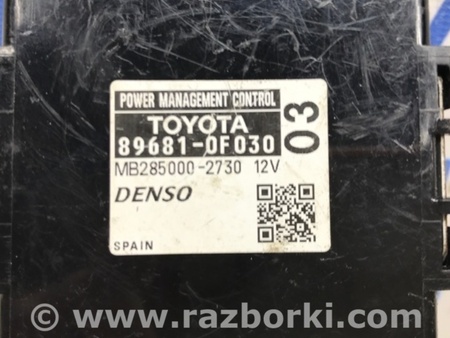 POWER MANAGEMENT CONTROL
TOYOTA
89681-0F030
03
MB285000-2730 12V
DENSO
SPAIN
© www.razborki.com